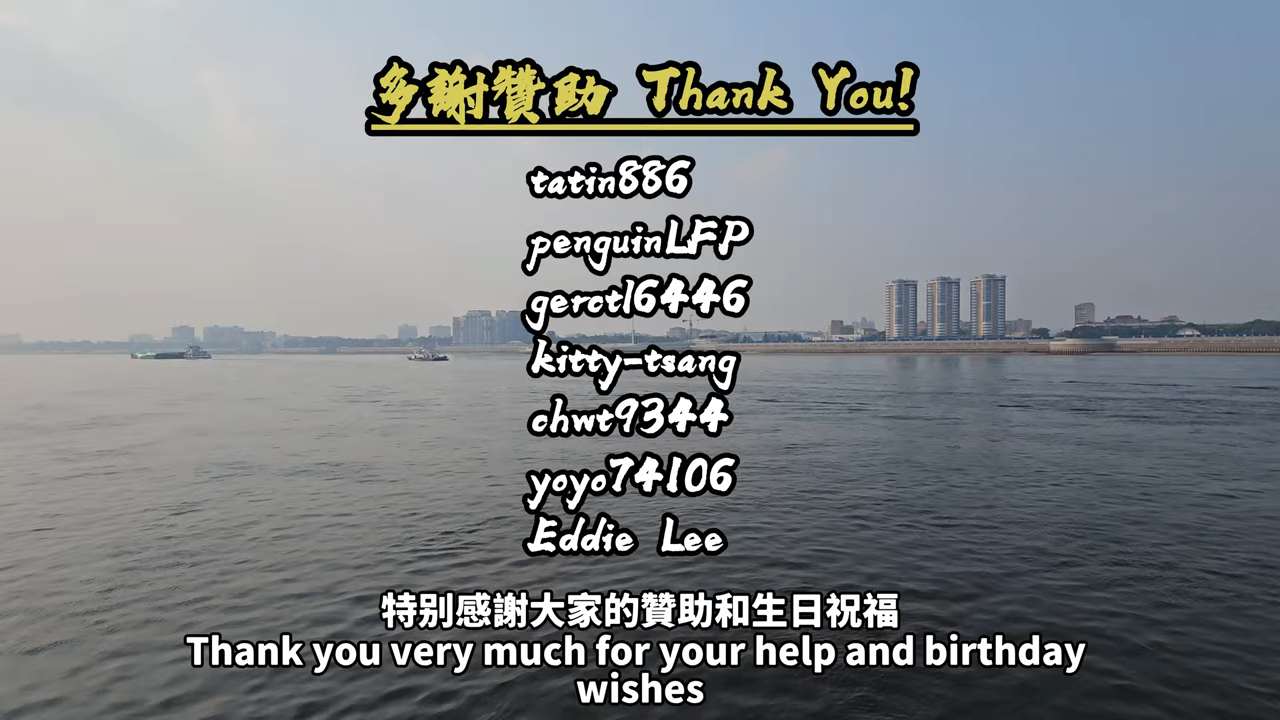 多謝贊助 Thank You!
tatin886
penguinLFP
gerctl6446
kitty-tsang
chwt9344
yoyo74106
Eddie Lee
特别感謝大家的贊助和生日祝福
Thank you very much for your help and birthday
wishes